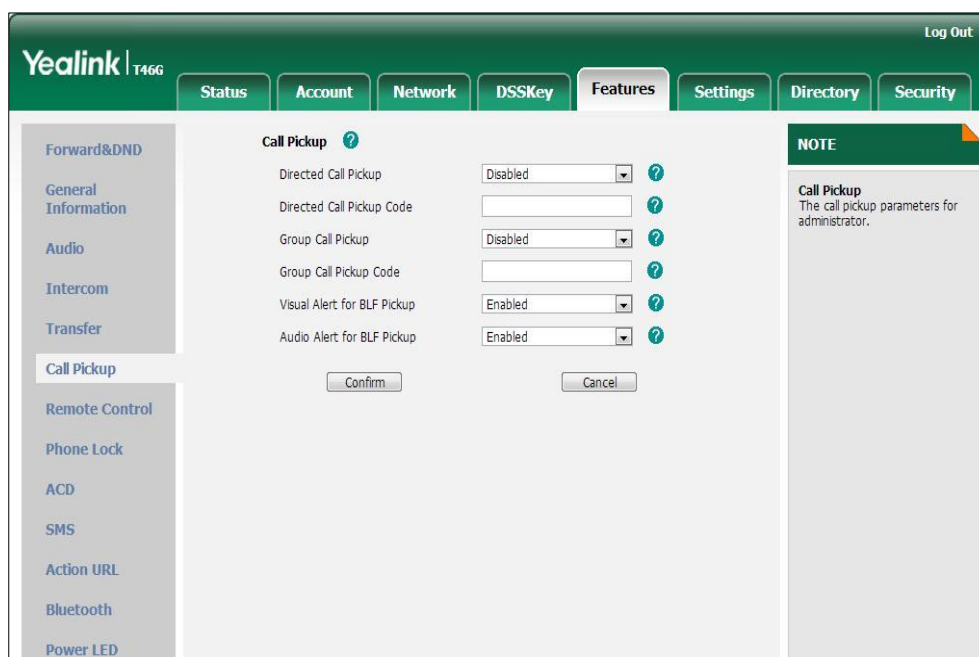 Log Out
Yealink | T46G
Status Account Network DSSKey Features Settings Directory Security
Forward&DND
General
Information
Audio
Intercom
Transfer
Call Pickup
Remote Control
Phone Lock
ACD
SMS
Action URL
Bluetooth
Power LED
Call Pickup ?
Directed Call Pickup Disabled ?
Directed Call Pickup Code ?
Group Call Pickup Disabled ?
Group Call Pickup Code ?
Visual Alert for BLF Pickup Enabled ?
Audio Alert for BLF Pickup Enabled ?
Confirm Cancel
NOTE
Call Pickup
The call pickup parameters for
administrator.